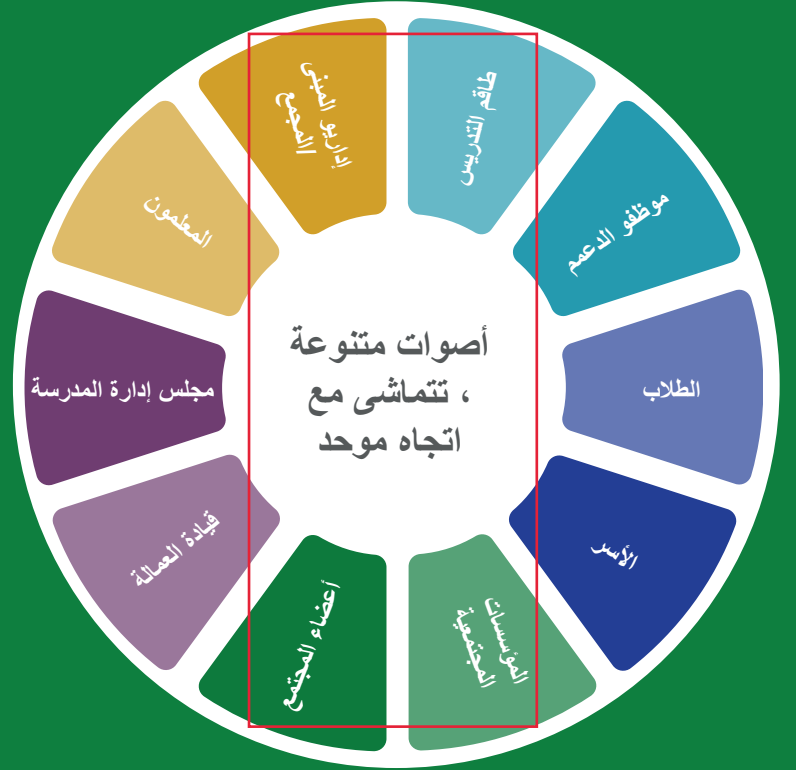 أصوات متنوعة
، تتماشى مع
اتجاه موحد
طاقم التدريس
موظفو الدعمم
الطلاب
الأسر
المؤسسات
المجتمعية
أعضاء المجتمع
قيادة العمالة
مجلس إدارة المدرسة
المعلمون
إداريو المبنى
/المجمع